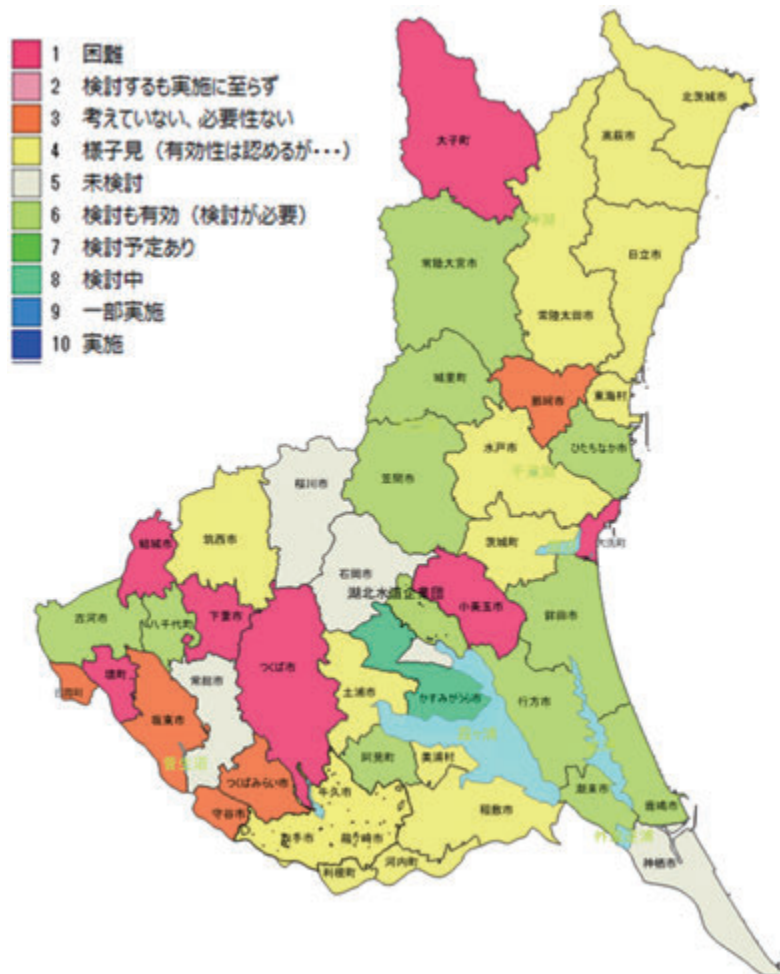 1 困難
2 検討するも実施に至らず
3 考えていない、必要性ない
4 様子見（有効性は認めるが・・・）
5 未検討
6 検討も有効（検討が必要）
7 検討予定あり
8 検討中
9 一部実施
10 実施
北茨城市
高萩市
大子町
日立市
常陸大宮市
常陸太田市
城里町
那珂市
東海村
水戸市
ひたちなか市
千波湖
笠間市
桜川市
筑西市
結城市
茨城町
大洗町
石岡市
湖北水道企業団
小美玉市
鉾田市
古河市
八千代町
下妻市
つくば市
境町
常総市
土浦市
かすみがうら市
行方市
坂東市
阿見町
美浦村
つくばみらい市
牛久市
潮来市
鹿嶋市
守谷市
稲敷市
取手市
龍ケ崎市
神栖市
利根町
河内町